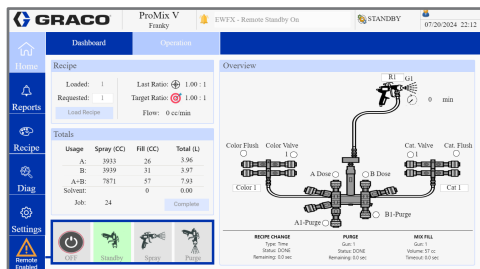 GRACO
ProMix V
Franky
EWFX - Remote Standby On
STANDBY
07/20/2024 22:12
Dashboard
Operation
Home
Reports
Recipe
Diag
Settings
Remote
Enabled
Recipe
Loaded: 1 Last Ratio: 1.00 : 1
Requested: 1 Target Ratio: 1.00 : 1
Load Recipe Flow: 0 cc/min
Totals
Usage Spray (CC) Fill (CC) Total (L)
A: 3933 26 3.96
B: 3939 31 3.97
A+B: 7871 57 7.93
Solvent: 0 0.00
Job: 24 Complete
OFF Standby Spray Purge
Overview
R1 G1
0 min
Color Flush Color Valve Cat. Valve Cat. Flush
1 1
A Dose B Dose
Color 1 Cat 1
B1-Purge
A1-Purge
RECIPE CHANGE PURGE MIX FILL
Type: Time Gun: 1 Gun: 1
Status: DONE Status: DONE Volume: 57 cc
Remaining: 0.0 sec Remaining: 0.0 sec Timeout: 0.0 sec